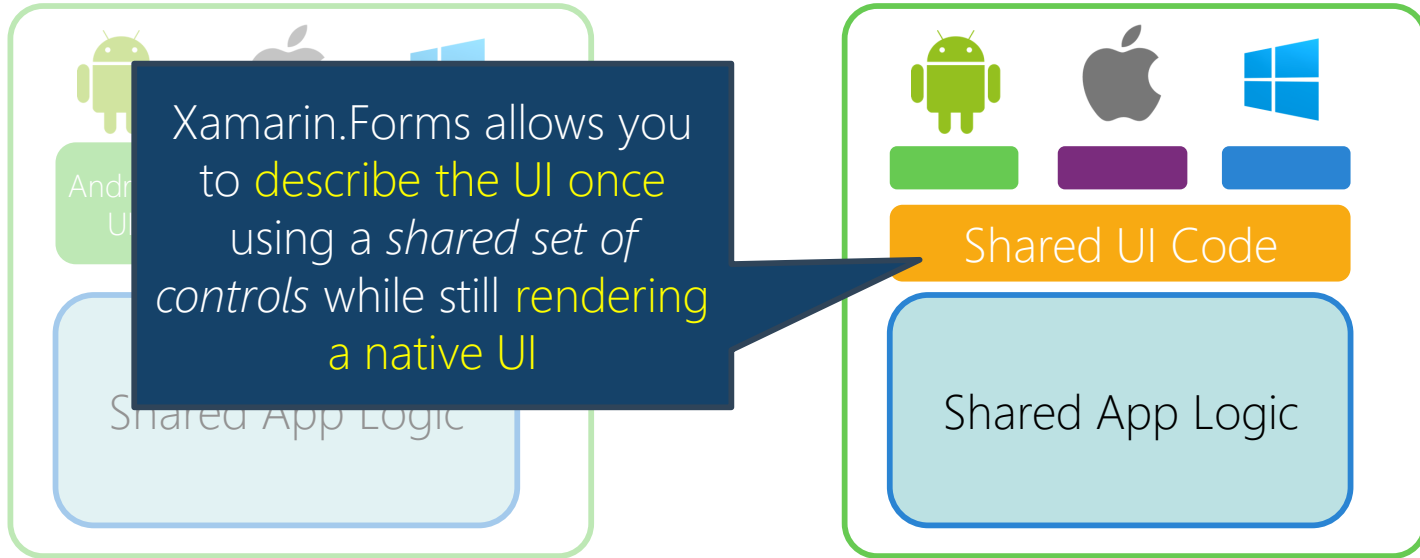 Xamarin.Forms allows you
to describe the UI once
using a shared set of
controls while still rendering
a native UI
Shared App Logic
Shared UI Code
Shared App Logic